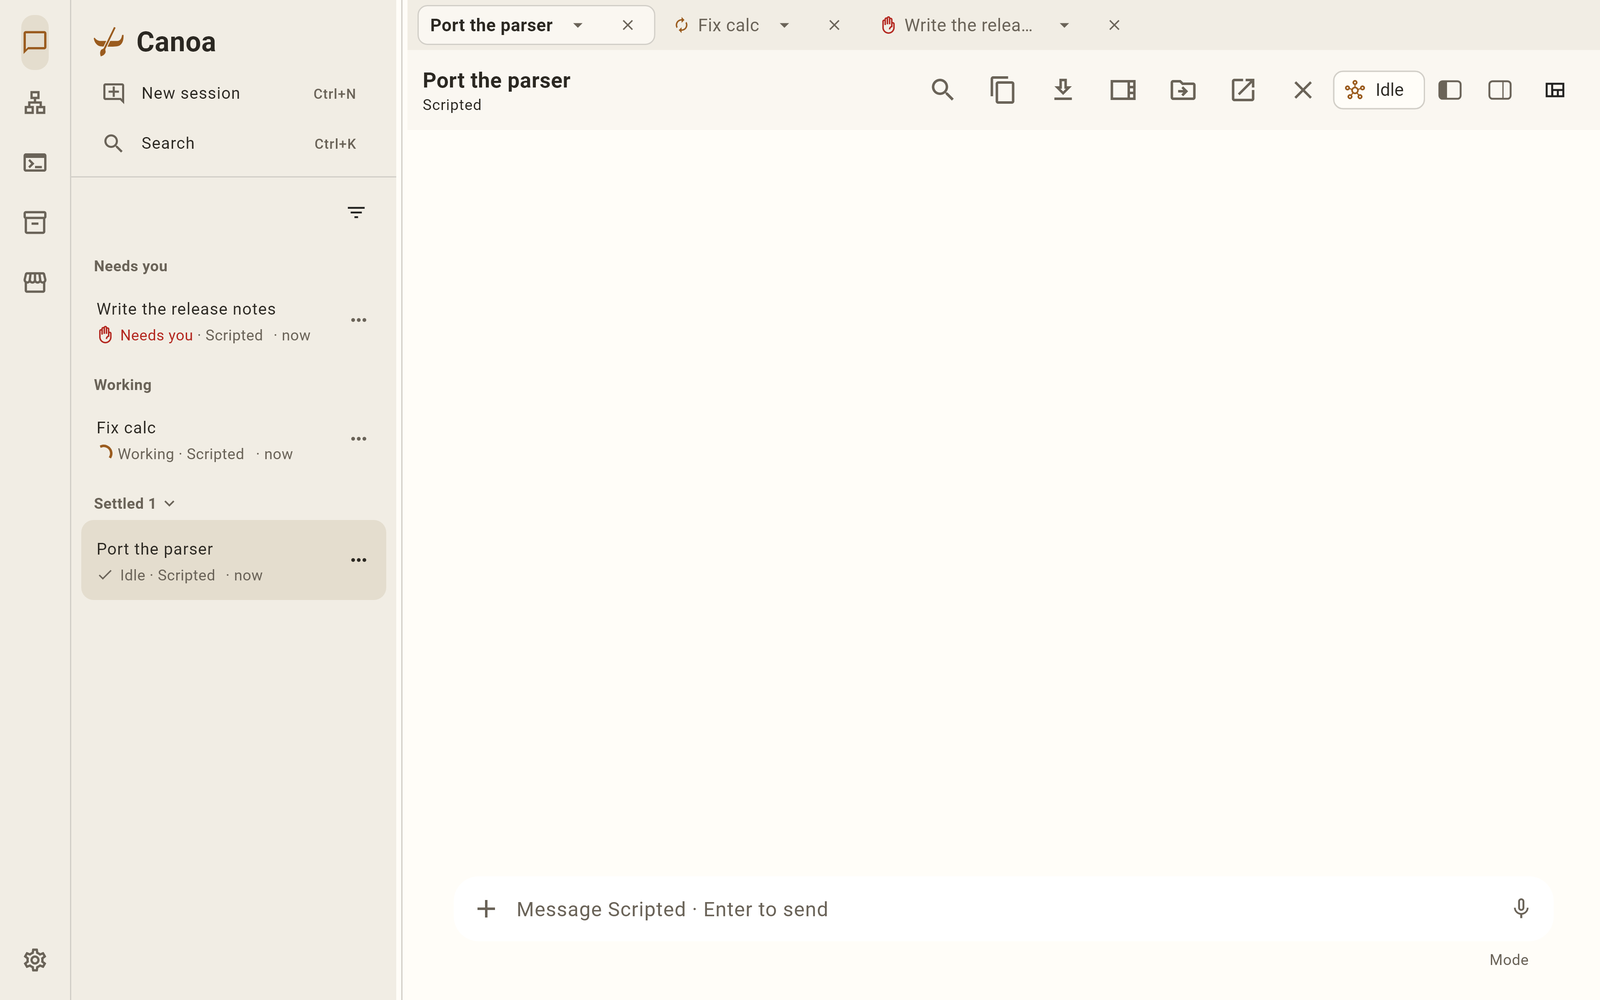 Canoa
New session Ctrl+N
Search Ctrl+K
Needs you
Write the release notes
Needs you · Scripted · now
Working
Fix calc
Working · Scripted · now
Settled 1
Port the parser
Idle · Scripted · now
Port the parser
Fix calc
Write the relea…
Port the parser
Scripted
Idle
Message Scripted · Enter to send
Mode